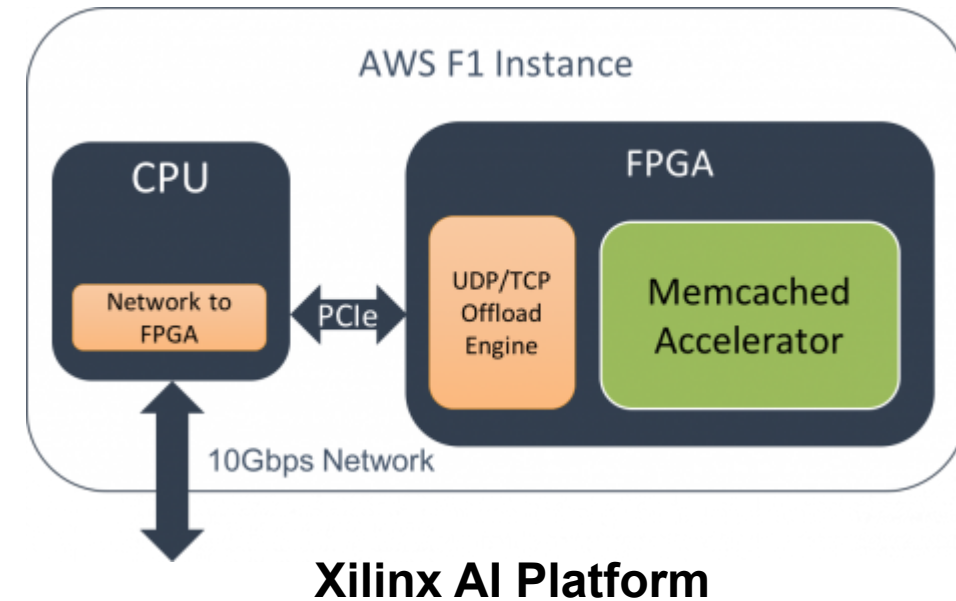 AWS F1 Instance
CPU
Network to
FPGA
PCIe
FPGA
UDP/TCP
Offload
Engine
Memcached
Accelerator
10Gbps Network
Xilinx AI Platform